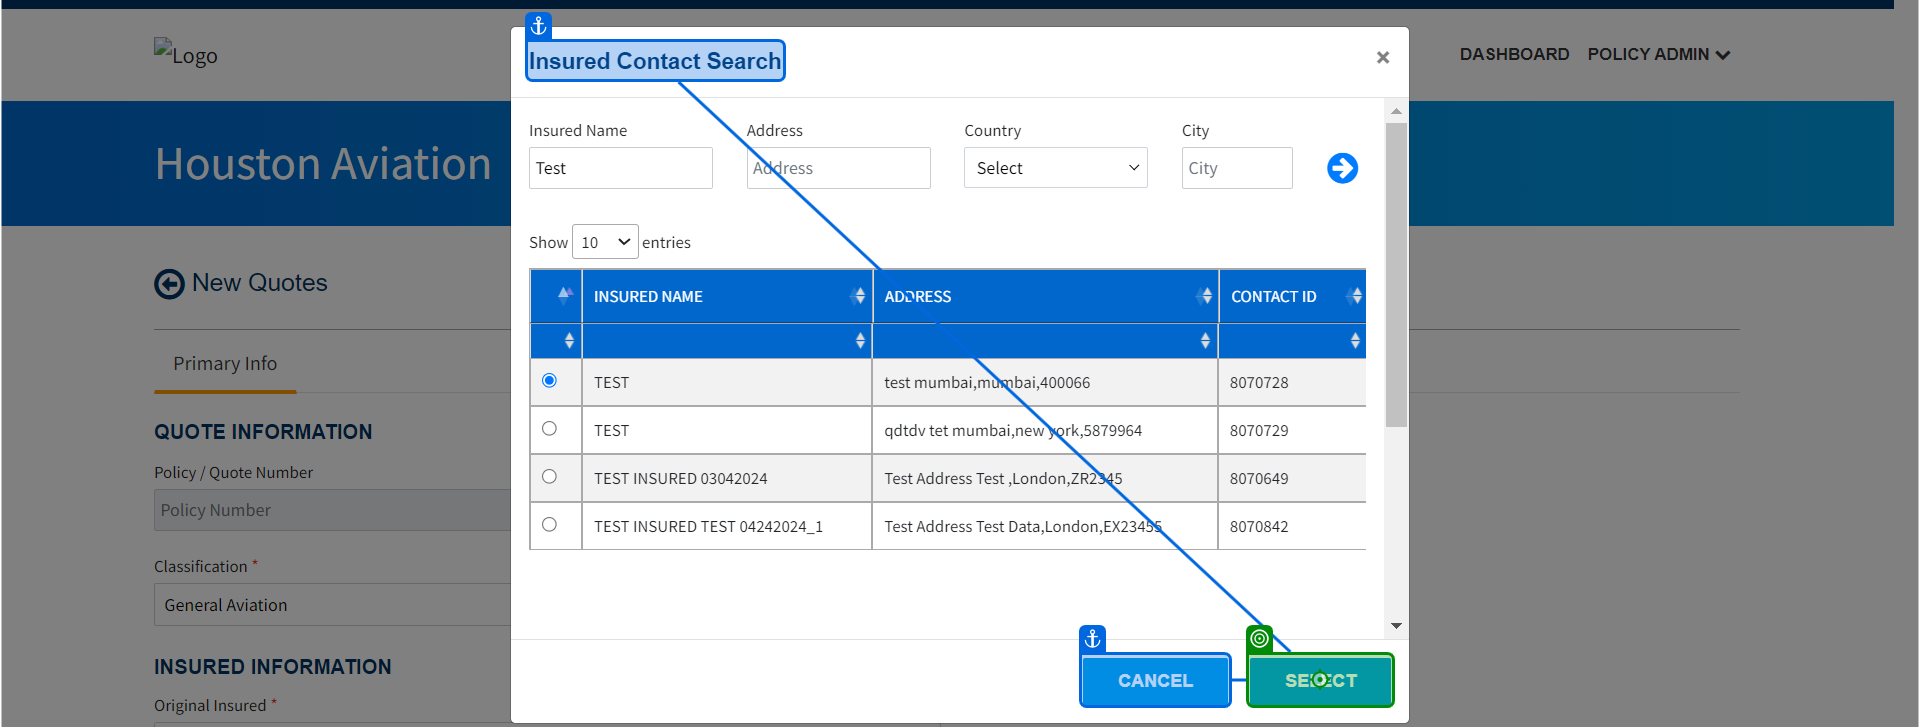 Logo
DASHBOARD POLICY ADMIN
Houston Aviation
New Quotes
Primary Info
QUOTE INFORMATION
Policy / Quote Number
Policy Number
Classification *
General Aviation
INSURED INFORMATION
Original Insured *
Insured Contact Search
×
Insured Name Address Country City
Test Address Select City
Show 10 entries
INSURED NAME ADDRESS CONTACT ID
TEST test mumbai,mumbai,400066 8070728
TEST qdtdv tet mumbai,new york,5879964 8070729
TEST INSURED 03042024 Test Address Test ,London,ZR2345 8070649
TEST INSURED TEST 04242024_1 Test Address Test Data,London,EX23455 8070842
CANCEL SELECT